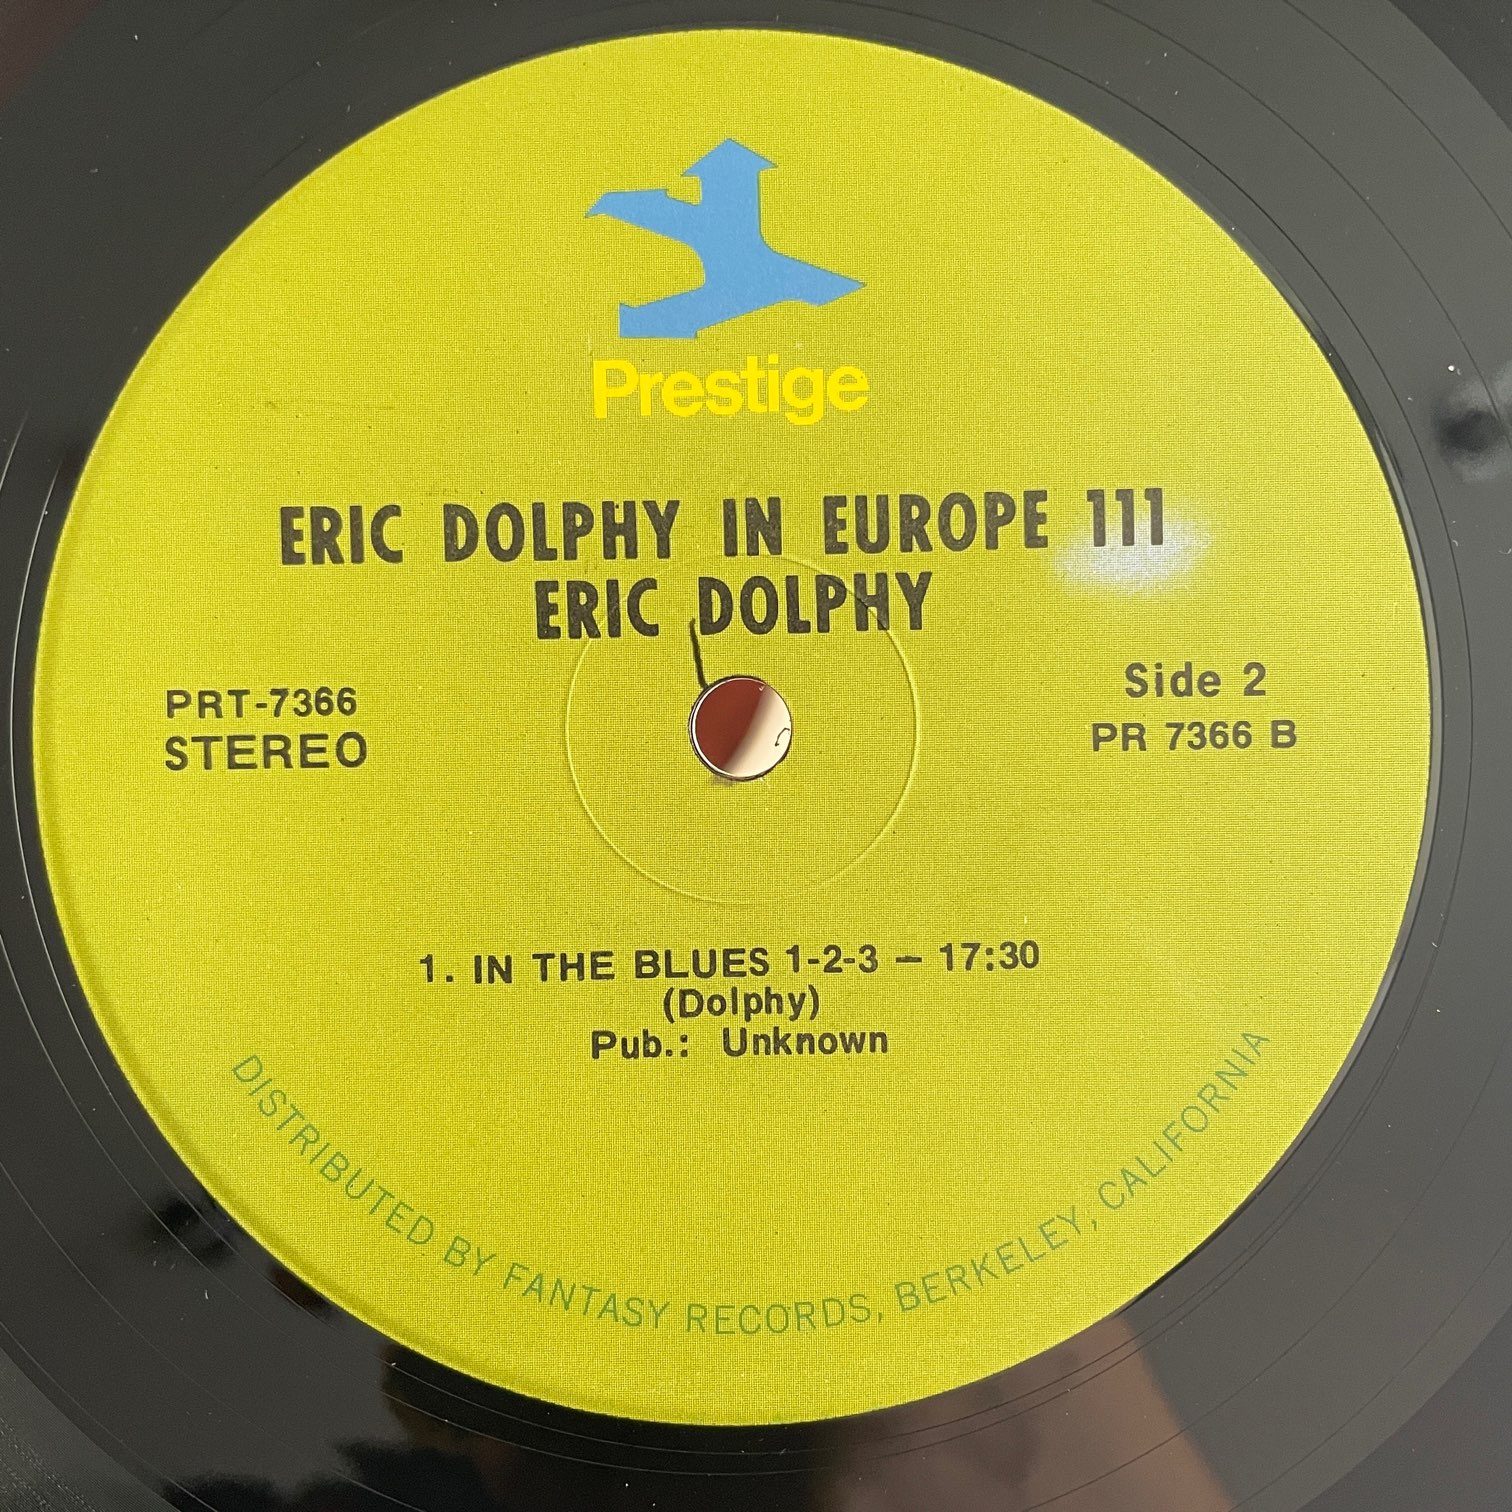 Prestige
ERIC DOLPHY IN EUROPE 111
ERIC DOLPHY
PRT-7366
STEREO
Side 2
PR 7366 B
1. IN THE BLUES 1-2-3 — 17:30
(Dolphy)
Pub.: Unknown
DISTRIBUTED BY FANTASY RECORDS, BERKELEY, CALIFORNIA